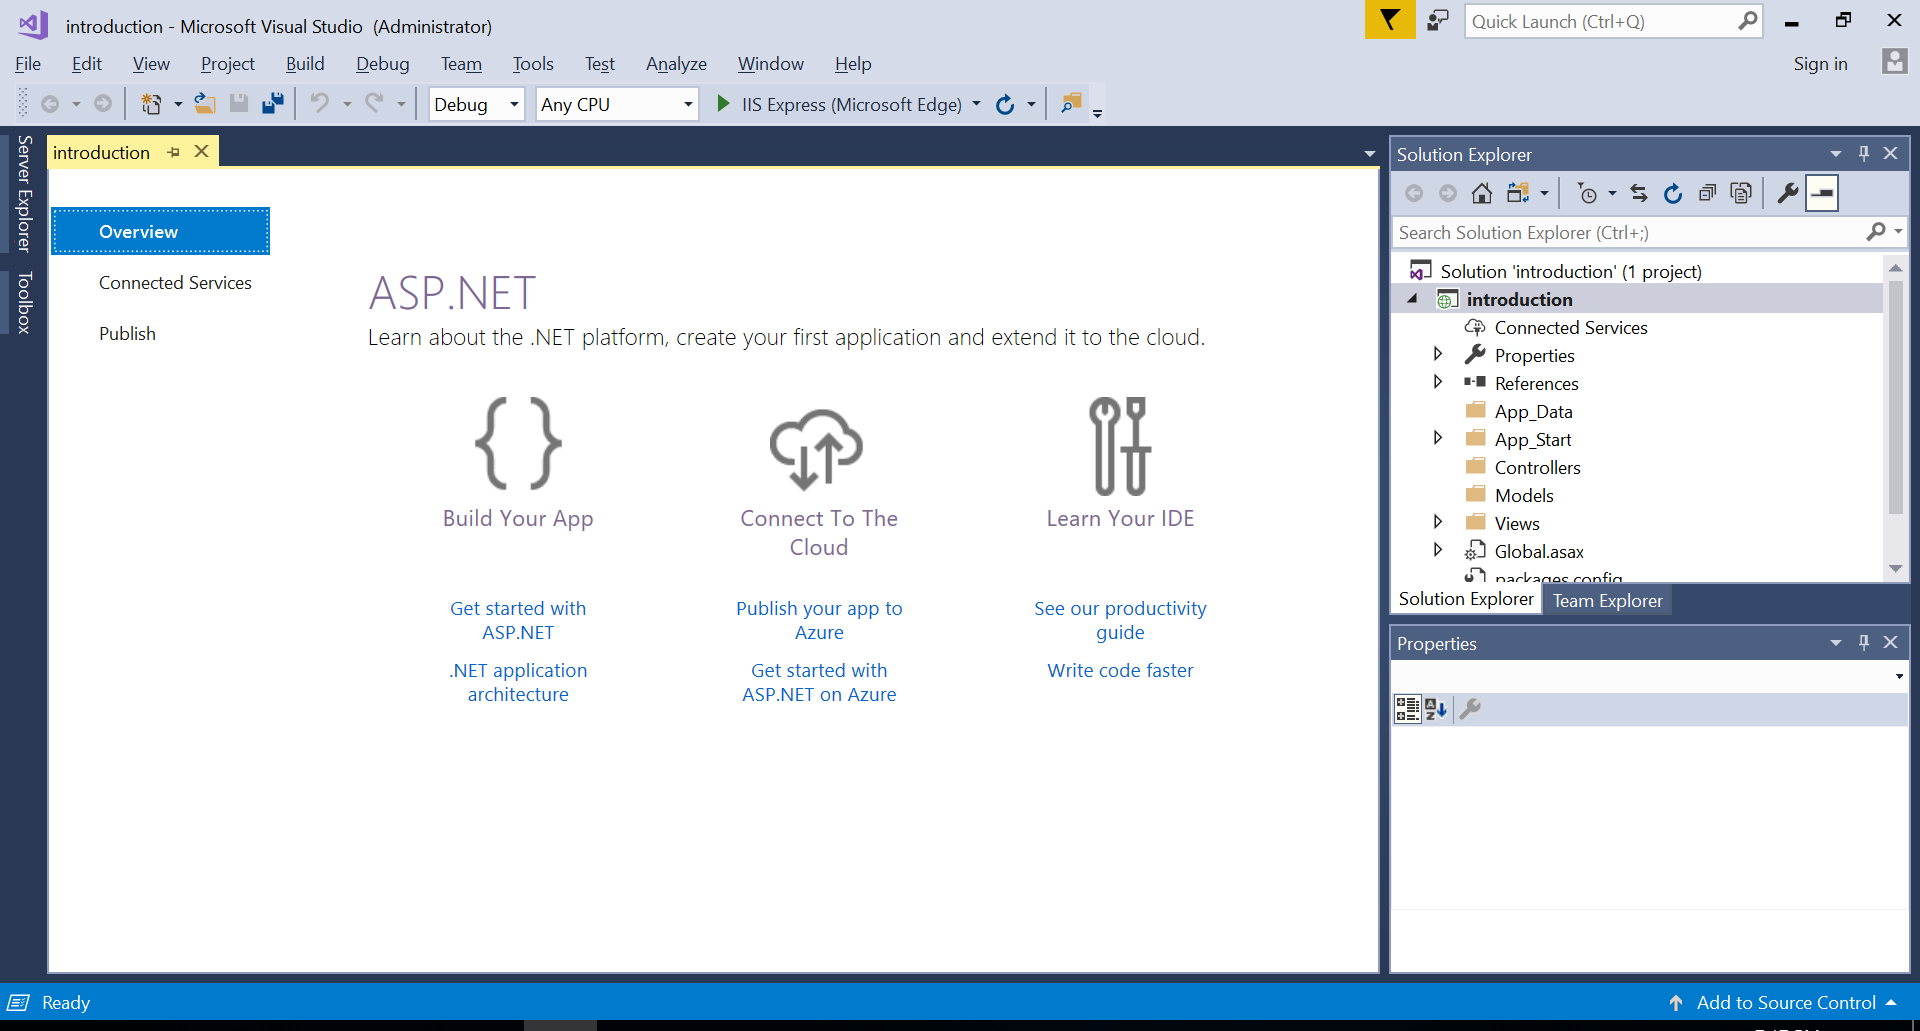 introduction - Microsoft Visual Studio (Administrator)
Quick Launch (Ctrl+Q)
File Edit View Project Build Debug Team Tools Test Analyze Window Help
Sign in
Debug Any CPU IIS Express (Microsoft Edge)
Server Explorer
Toolbox
introduction
Overview
Connected Services
Publish
ASP.NET
Learn about the .NET platform, create your first application and extend it to the cloud.
Build Your App
Get started with
ASP.NET
.NET application
architecture
Connect To The
Cloud
Publish your app to
Azure
Get started with
ASP.NET on Azure
Learn Your IDE
See our productivity
guide
Write code faster
Solution Explorer
Search Solution Explorer (Ctrl+;)
Solution 'introduction' (1 project)
introduction
Connected Services
Properties
References
App_Data
App_Start
Controllers
Models
Views
Global.asax
packages.config
Solution Explorer Team Explorer
Properties
Ready
Add to Source Control